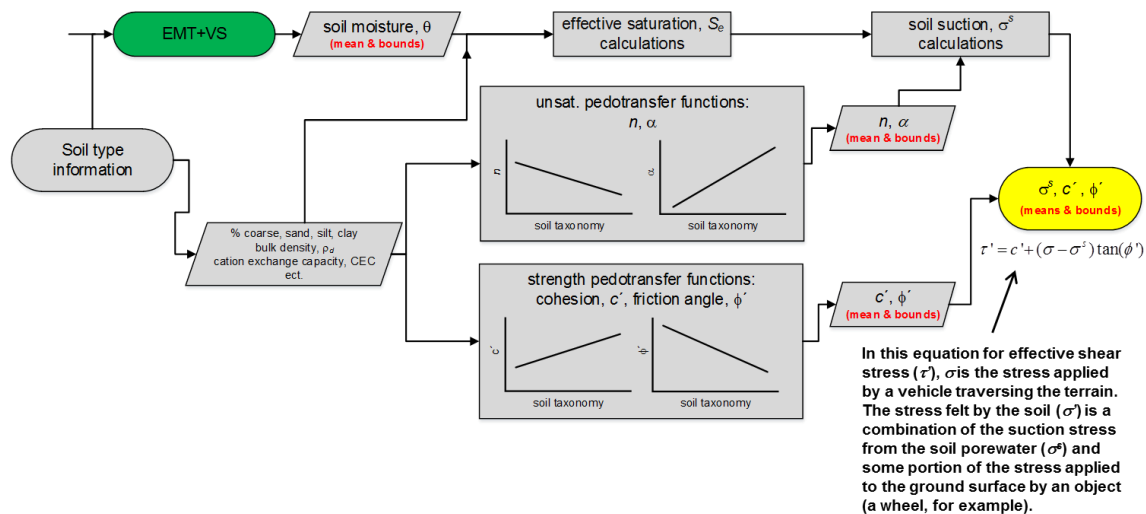 EMT+VS
soil moisture, θ
(mean & bounds)
effective saturation, Sₑ
calculations
soil suction, σˢ
calculations
unsat. pedotransfer functions:
n, α
n
soil taxonomy
α
soil taxonomy
n, α
(mean & bounds)
Soil type
information
% coarse, sand, silt, clay
bulk density, ρ_d
cation exchange capacity, CEC
ect.
strength pedotransfer functions:
cohesion, c´, friction angle, ϕ´
c´
soil taxonomy
ϕ´
soil taxonomy
c´, ϕ´
(mean & bounds)
σˢ, c´, ϕ´
(means & bounds)
τ' = c'+(σ−σˢ)tan(ϕ')
In this equation for effective shear
stress (τ'), σ is the stress applied
by a vehicle traversing the terrain.
The stress felt by the soil (σ') is a
combination of the suction stress
from the soil porewater (σˢ) and
some portion of the stress applied
to the ground surface by an object
(a wheel, for example).